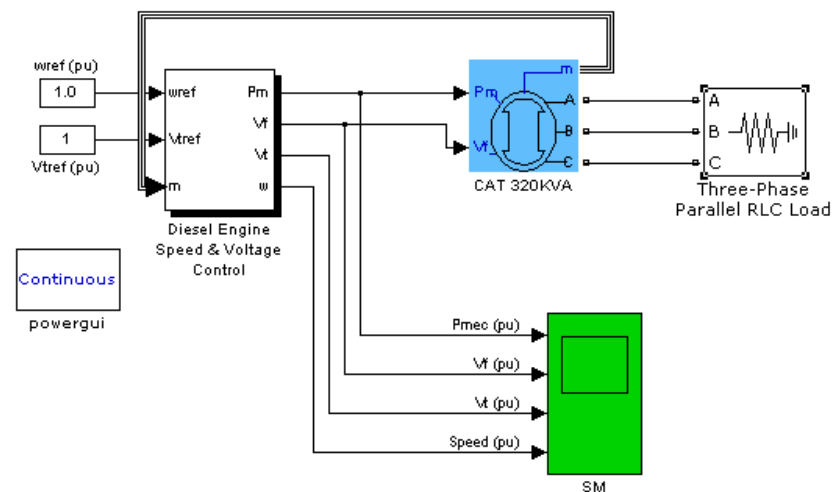 wref (pu)
1.0
1
Vtref (pu)
wref
Vtref
m
Pm
Vf
Vt
w
Diesel Engine
Speed & Voltage
Control
m
Pm
Vf
A
B
C
CAT 320KVA
A
B
C
Three-Phase
Parallel RLC Load
Continuous
powergui
Pmec (pu)
Vf (pu)
Vt (pu)
Speed (pu)
SM